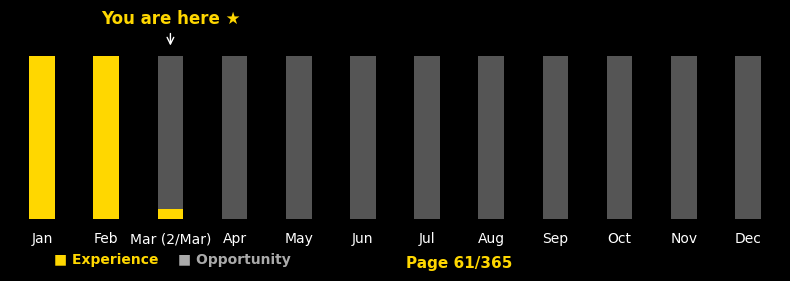 You are here ★
Jan Feb Mar (2/Mar) Apr May Jun Jul Aug Sep Oct Nov Dec
■ Experience ■ Opportunity Page 61/365